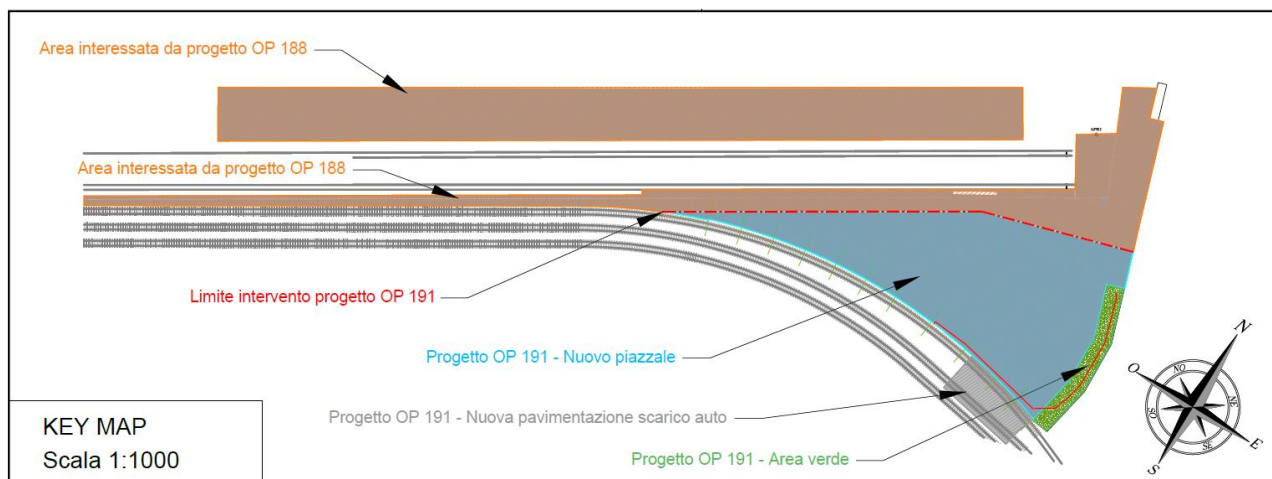 Area interessata da progetto OP 188
Area interessata da progetto OP 188
Limite intervento progetto OP 191
Progetto OP 191 - Nuovo piazzale
Progetto OP 191 - Nuova pavimentazione scarico auto
Progetto OP 191 - Area verde
KEY MAP
Scala 1:1000
N
NO
NE
O
E
SO
SE
S